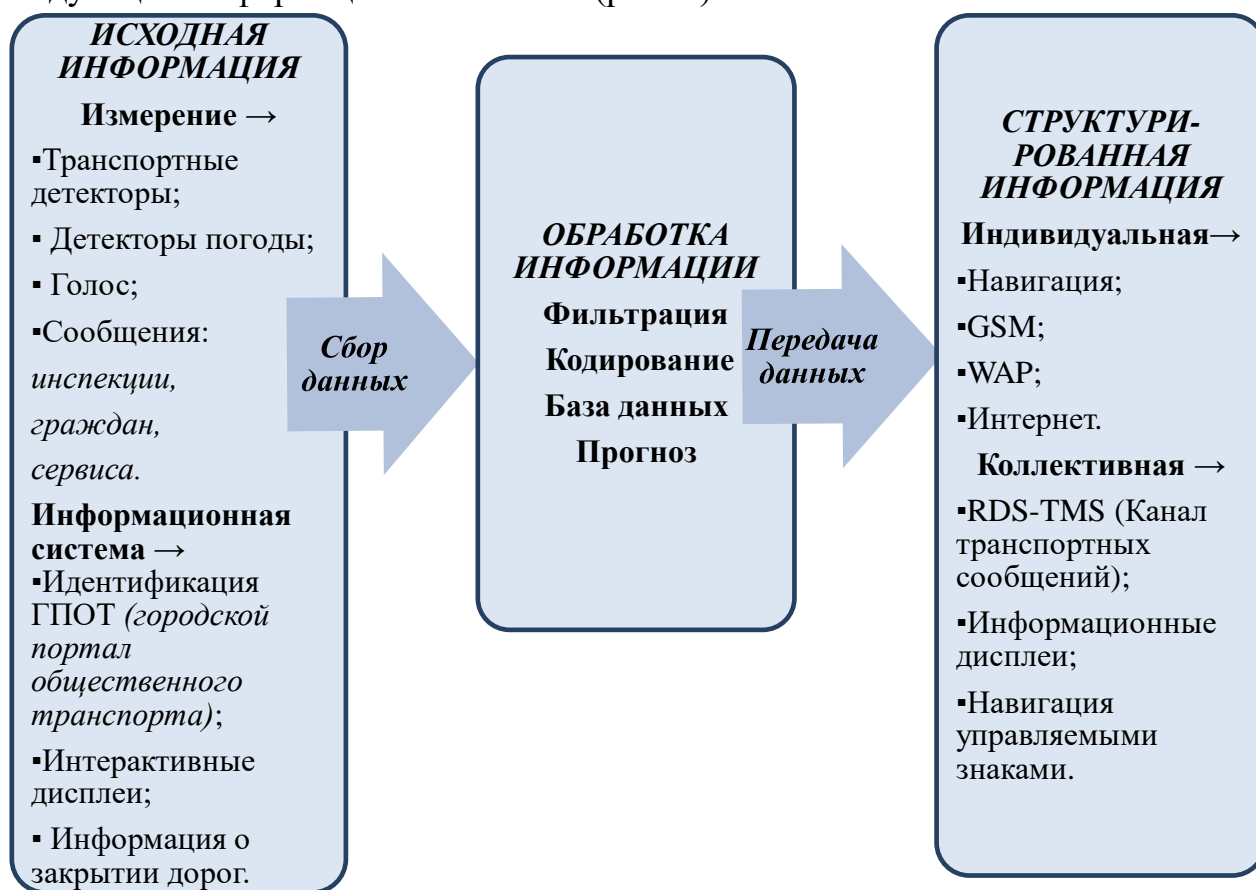 ИСХОДНАЯ
ИНФОРМАЦИЯ
Измерение →
▪Транспортные
детекторы;
▪ Детекторы погоды;
▪ Голос;
▪Сообщения:
инспекции,
граждан,
сервиса.
Информационная
система →
▪Идентификация
ГПОТ (городской
портал
общественного
транспорта);
▪Интерактивные
дисплеи;
▪ Информация о
закрытии дорог.
Сбор
данных
ОБРАБОТКА
ИНФОРМАЦИИ
Фильтрация
Кодирование
База данных
Прогноз
Передача
данных
СТРУКТУРИ-
РОВАННАЯ
ИНФОРМАЦИЯ
Индивидуальная→
▪Навигация;
▪GSM;
▪WAP;
▪Интернет.
Коллективная →
▪RDS-TMS (Канал
транспортных
сообщений);
▪Информационные
дисплеи;
▪Навигация
управляемыми
знаками.